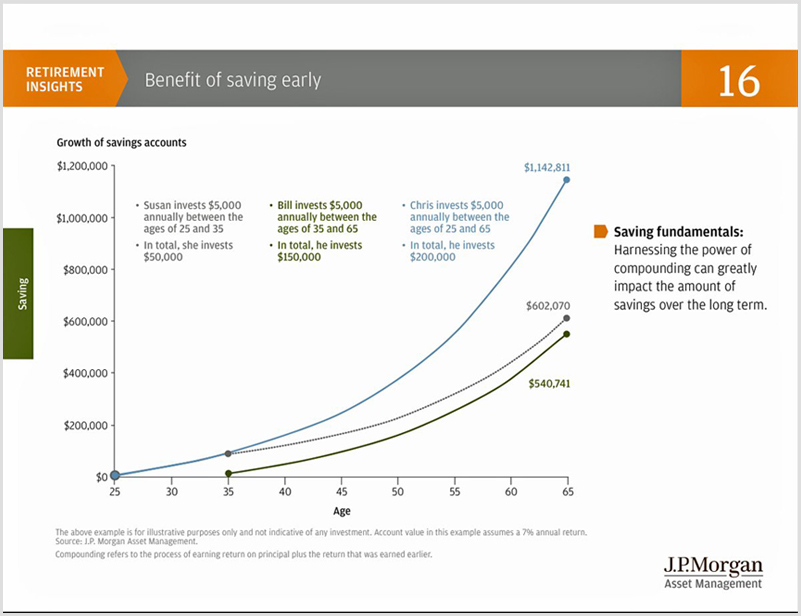 RETIREMENT
INSIGHTS
Benefit of saving early
16
Growth of savings accounts
$1,200,000
$1,000,000
$800,000
$600,000
$400,000
$200,000
$0
25
30
35
40
45
50
55
60
65
Age
• Susan invests $5,000
annually between the
ages of 25 and 35
• In total, she invests
$50,000
• Bill invests $5,000
annually between the
ages of 35 and 65
• In total, he invests
$150,000
• Chris invests $5,000
annually between the
ages of 25 and 65
• In total, he invests
$200,000
$1,142,811
$602,070
$540,741
Saving
Saving fundamentals:
Harnessing the power of
compounding can greatly
impact the amount of
savings over the long term.
The above example is for illustrative purposes only and not indicative of any investment. Account value in this example assumes a 7% annual return.
Source: J.P. Morgan Asset Management.
Compounding refers to the process of earning return on principal plus the return that was earned earlier.
J.P.Morgan
Asset Management